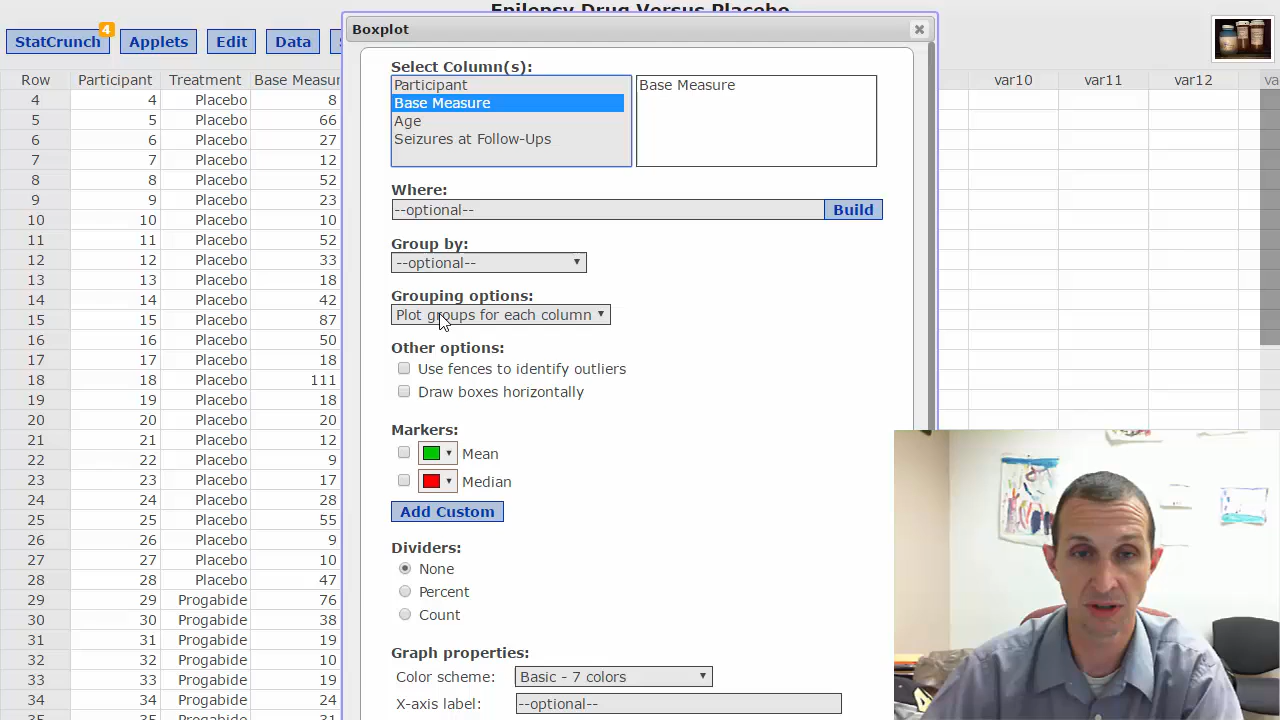 Epilepsy Drug Versus Placebo
StatCrunch 4 Applets Edit Data
Boxplot
Row Participant Treatment Base Measur var10 var11 var12 va
4 4 Placebo 8
5 5 Placebo 66
6 6 Placebo 27
7 7 Placebo 12
8 8 Placebo 52
9 9 Placebo 23
10 10 Placebo 10
11 11 Placebo 52
12 12 Placebo 33
13 13 Placebo 18
14 14 Placebo 42
15 15 Placebo 87
16 16 Placebo 50
17 17 Placebo 18
18 18 Placebo 111
19 19 Placebo 18
20 20 Placebo 20
21 21 Placebo 12
22 22 Placebo 9
23 23 Placebo 17
24 24 Placebo 28
25 25 Placebo 55
26 26 Placebo 9
27 27 Placebo 10
28 28 Placebo 47
29 29 Progabide 76
30 30 Progabide 38
31 31 Progabide 19
32 32 Progabide 10
33 33 Progabide 19
34 34 Progabide 24
35 35 Progabide 31
Select Column(s):
Participant
Base Measure
Age
Seizures at Follow-Ups
Base Measure
Where:
--optional-- Build
Group by:
--optional--
Grouping options:
Plot groups for each column
Other options:
Use fences to identify outliers
Draw boxes horizontally
Markers:
Mean
Median
Add Custom
Dividers:
None
Percent
Count
Graph properties:
Color scheme: Basic - 7 colors
X-axis label: --optional--